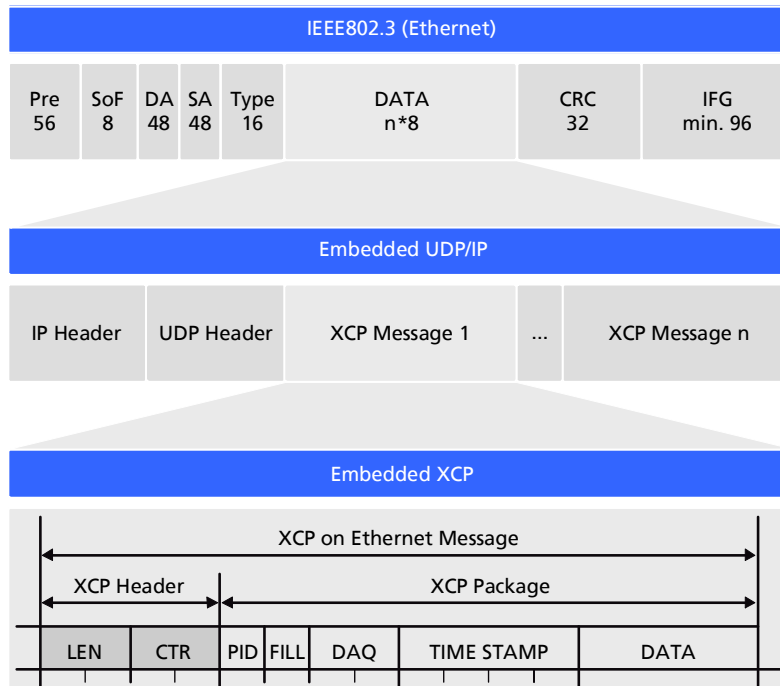 IEEE802.3 (Ethernet)
Pre SoF DA SA Type DATA CRC IFG
56 8 48 48 16 n*8 32 min. 96
Embedded UDP/IP
IP Header UDP Header XCP Message 1 ... XCP Message n
Embedded XCP
XCP on Ethernet Message
XCP Header XCP Package
LEN CTR PID FILL DAQ TIME STAMP DATA